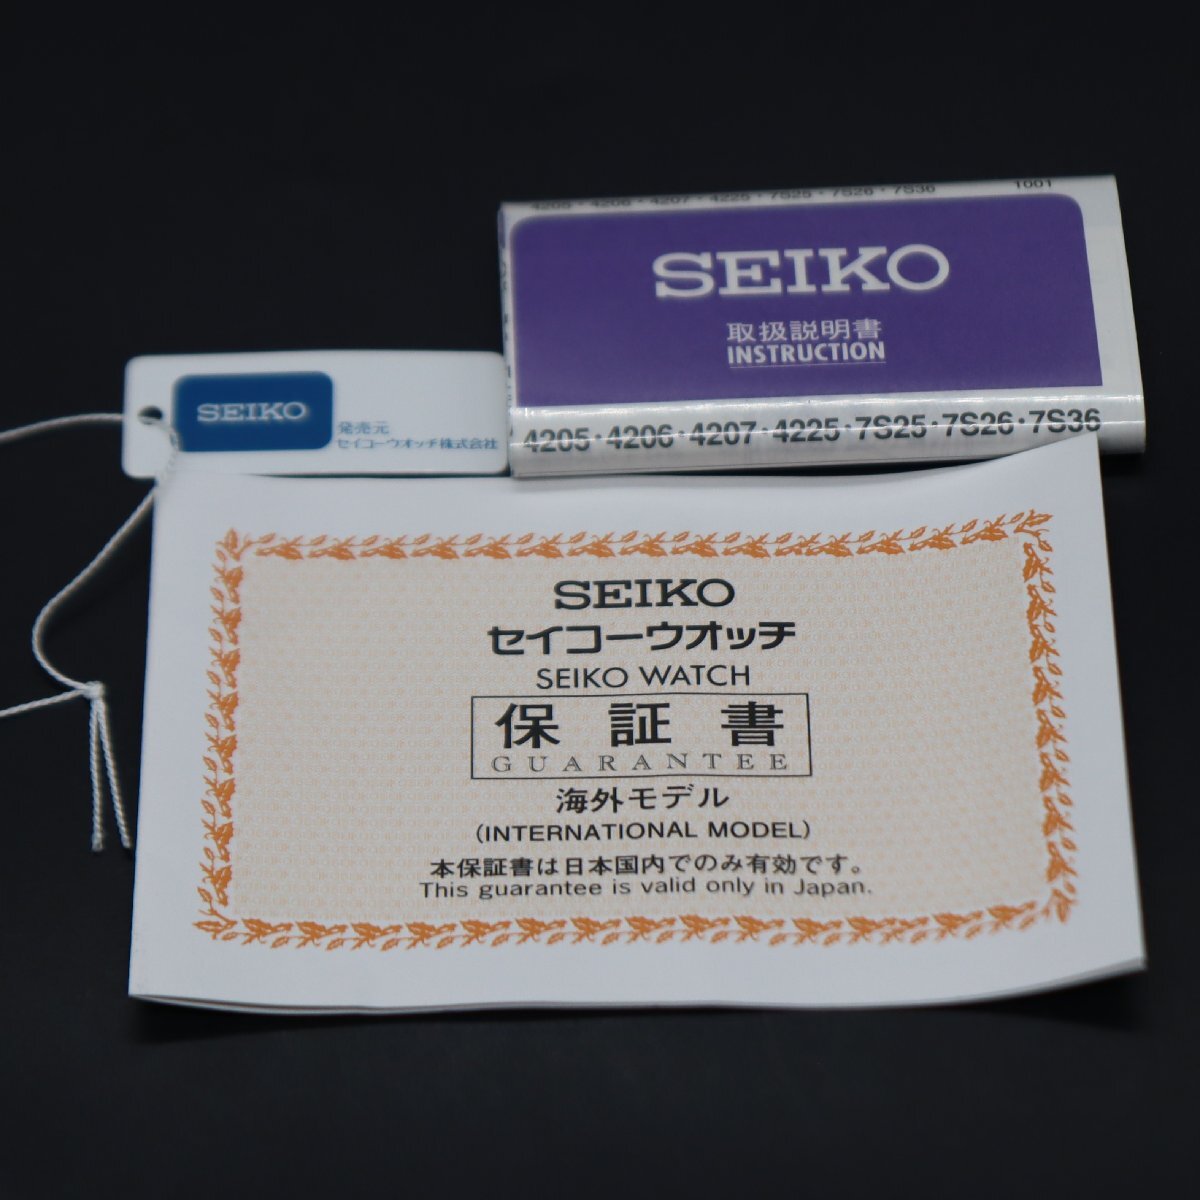 4205・4206・4207・4225・7S25・7S26・7S36 1001
SEIKO
取扱説明書
INSTRUCTION
4205・4206・4207・4225・7S25・7S26・7S36
SEIKO
発売元
セイコーウオッチ株式会社
SEIKO
セイコーウオッチ
SEIKO WATCH
保証書
GUARANTEE
海外モデル
(INTERNATIONAL MODEL)
本保証書は日本国内でのみ有効です。
This guarantee is valid only in Japan.